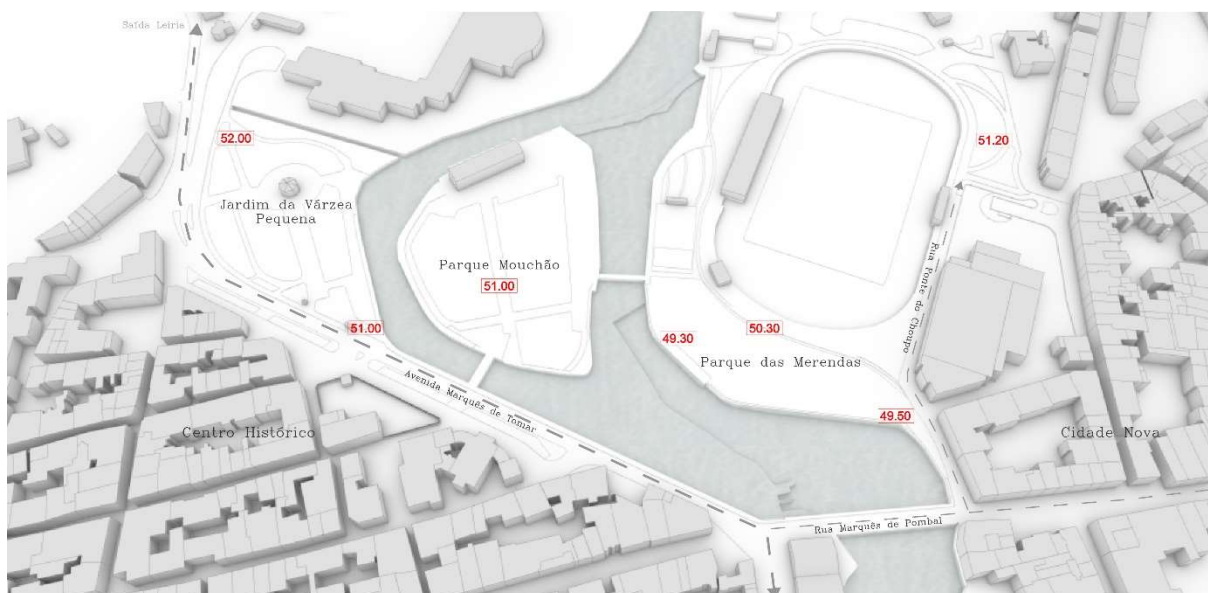 Saída Leiria
52.00
51.20
Jardim da Várzea
Pequena
Parque Mouchão
51.00
Rua Fonte do Choupo
51.00
49.30
50.30
Parque das Merendas
Avenida Marquês de Tomar
49.50
Centro Histórico
Cidade Nova
Rua Marquês de Pombal